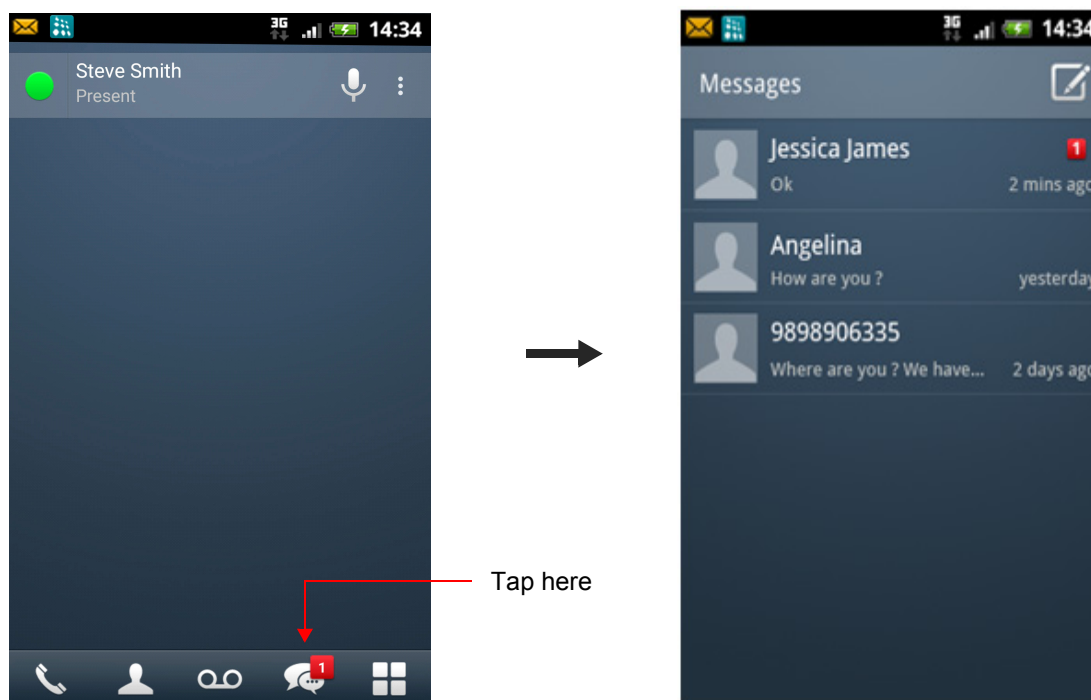 3G 14:34
Steve Smith
Present
Tap here
1
3G 14:34
Messages
Jessica James 1
Ok 2 mins ago
Angelina
How are you ? yesterday
9898906335
Where are you ? We have... 2 days ago